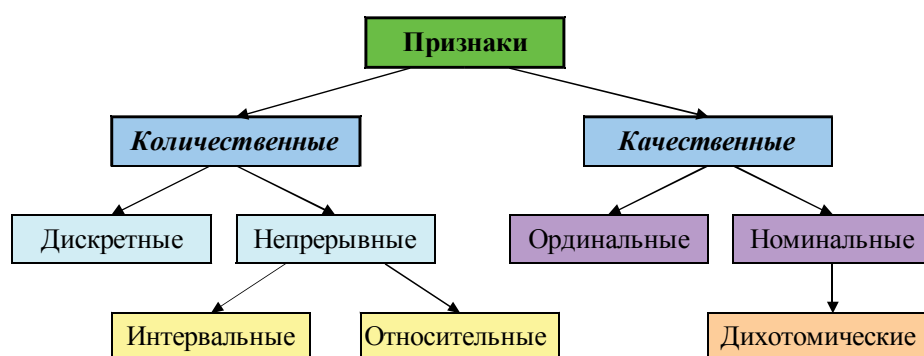 Признаки
Количественные
Качественные
Дискретные
Непрерывные
Ординальные
Номинальные
Интервальные
Относительные
Дихотомические